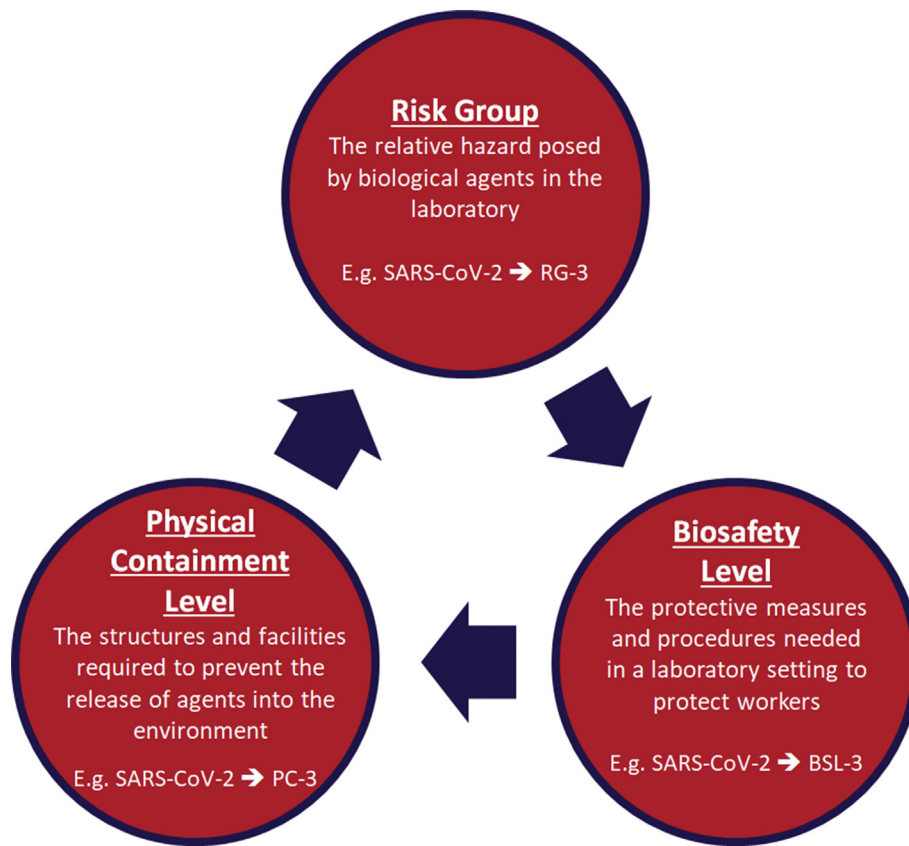 Risk Group
The relative hazard posed
by biological agents in the
laboratory
E.g. SARS-CoV-2 ➔ RG-3
Physical
Containment
Level
The structures and facilities
required to prevent the
release of agents into the
environment
E.g. SARS-CoV-2 ➔ PC-3
Biosafety
Level
The protective measures
and procedures needed
in a laboratory setting to
protect workers
E.g. SARS-CoV-2 ➔ BSL-3